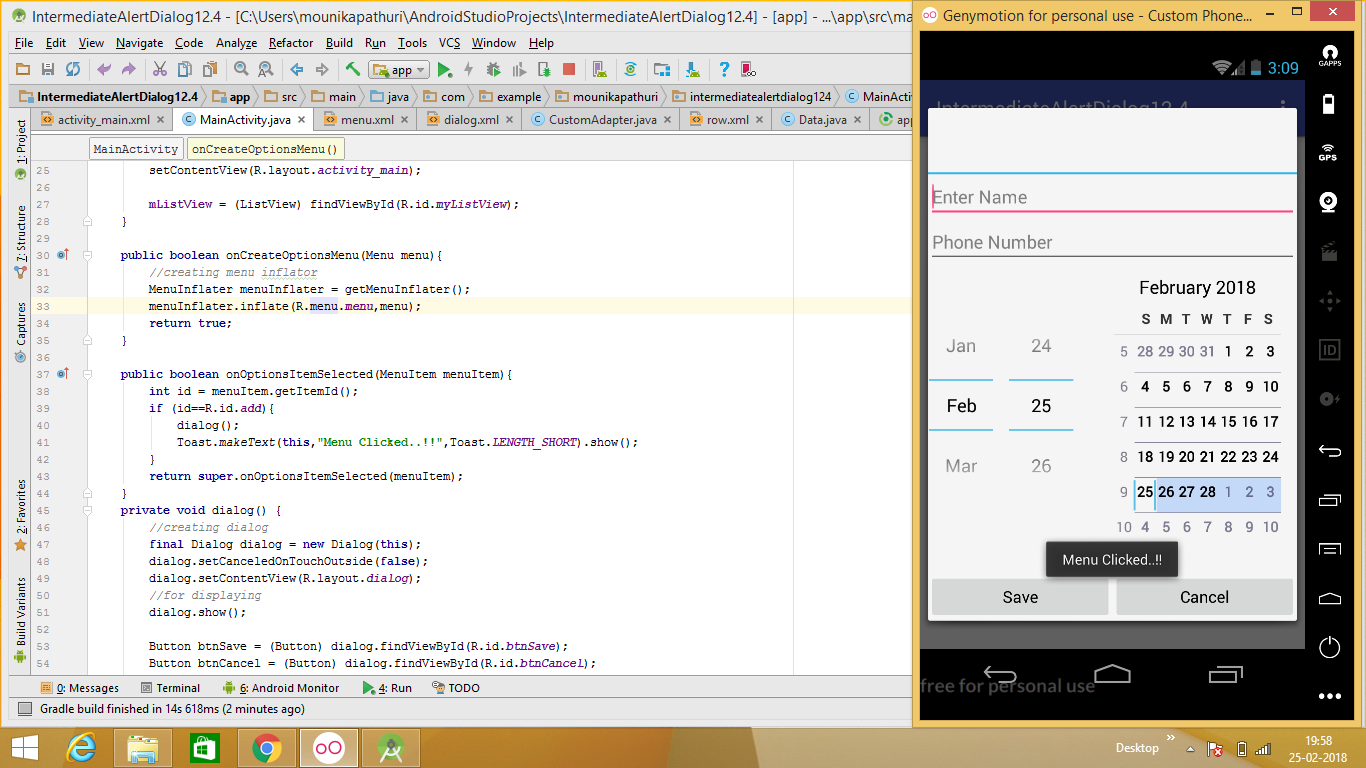 IntermediateAlertDialog12.4 - [C:\Users\mounikapathuri\AndroidStudioProjects\IntermediateAlertDialog12.4] - [app] - ...\app\src\ma
File Edit View Navigate Code Analyze Refactor Build Run Tools VCS Window Help
app
IntermediateAlertDialog12.4 app src main java com example mounikapathuri intermediatealertdialog124 MainActiv
activity_main.xml MainActivity.java menu.xml dialog.xml CustomAdapter.java row.xml Data.java app
MainActivity onCreateOptionsMenu()
1: Project
7: Structure
Captures
2: Favorites
Build Variants
25 setContentView(R.layout.activity_main);
26
27 mListView = (ListView) findViewById(R.id.myListView);
28 }
29
30 public boolean onCreateOptionsMenu(Menu menu){
31 //creating menu inflator
32 MenuInflater menuInflater = getMenuInflater();
33 menuInflater.inflate(R.menu.menu,menu);
34 return true;
35 }
36
37 public boolean onOptionsItemSelected(MenuItem menuItem){
38 int id = menuItem.getItemId();
39 if (id==R.id.add){
40 dialog();
41 Toast.makeText(this,"Menu Clicked..!!",Toast.LENGTH_SHORT).show();
42 }
43 return super.onOptionsItemSelected(menuItem);
44 }
45 private void dialog() {
46 //creating dialog
47 final Dialog dialog = new Dialog(this);
48 dialog.setCanceledOnTouchOutside(false);
49 dialog.setContentView(R.layout.dialog);
50 //for displaying
51 dialog.show();
52
53 Button btnSave = (Button) dialog.findViewById(R.id.btnSave);
54 Button btnCancel = (Button) dialog.findViewById(R.id.btnCancel);
0: Messages Terminal 6: Android Monitor 4: Run TODO
Gradle build finished in 14s 618ms (2 minutes ago)
Genymotion for personal use - Custom Phone...
3:09
IntermediateAlertDialog12.4
Enter Name
Phone Number
February 2018
S M T W T F S
5 28 29 30 31 1 2 3
6 4 5 6 7 8 9 10
7 11 12 13 14 15 16 17
8 18 19 20 21 22 23 24
9 25 26 27 28 1 2 3
10 4 5 6 7 8 9 10
Jan 24
Feb 25
Mar 26
Menu Clicked..!!
Save Cancel
free for personal use
GAPPS
GPS
ID
Desktop
19:58
25-02-2018